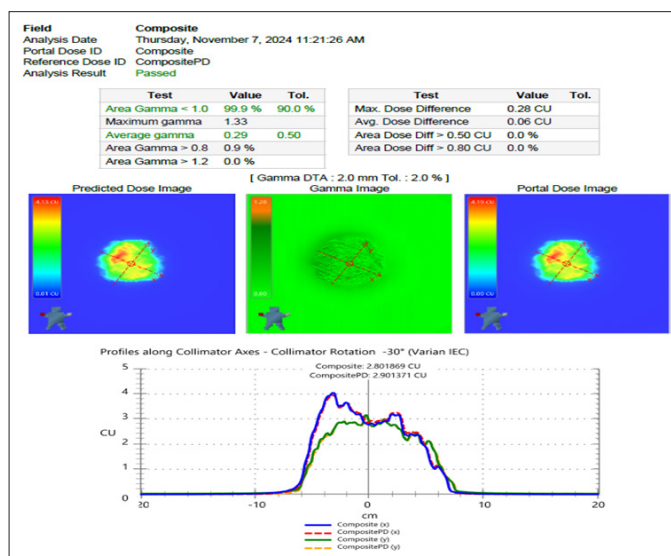 Field Composite
Analysis Date Thursday, November 7, 2024 11:21:26 AM
Portal Dose ID Composite
Reference Dose ID CompositePD
Analysis Result Passed
Test Value Tol.
Area Gamma < 1.0 99.9 % 90.0 %
Maximum gamma 1.33
Average gamma 0.29 0.50
Area Gamma > 0.8 0.9 %
Area Gamma > 1.2 0.0 %
Test Value Tol.
Max. Dose Difference 0.28 CU
Avg. Dose Difference 0.06 CU
Area Dose Diff > 0.50 CU 0.0 %
Area Dose Diff > 0.80 CU 0.0 %
[ Gamma DTA : 2.0 mm Tol. : 2.0 % ]
Predicted Dose Image
Gamma Image
Portal Dose Image
4.13 CU
0.01 CU
0.00
4.19 CU
0.00 CU
Profiles along Collimator Axes - Collimator Rotation -30° (Varian IEC)
Composite: 2.801869 CU
CompositePD: 2.901371 CU
5
4
3
CU
2
1
0
-20 -10 0 10 20
cm
Composite (x)
CompositePD (x)
Composite (y)
CompositePD (y)